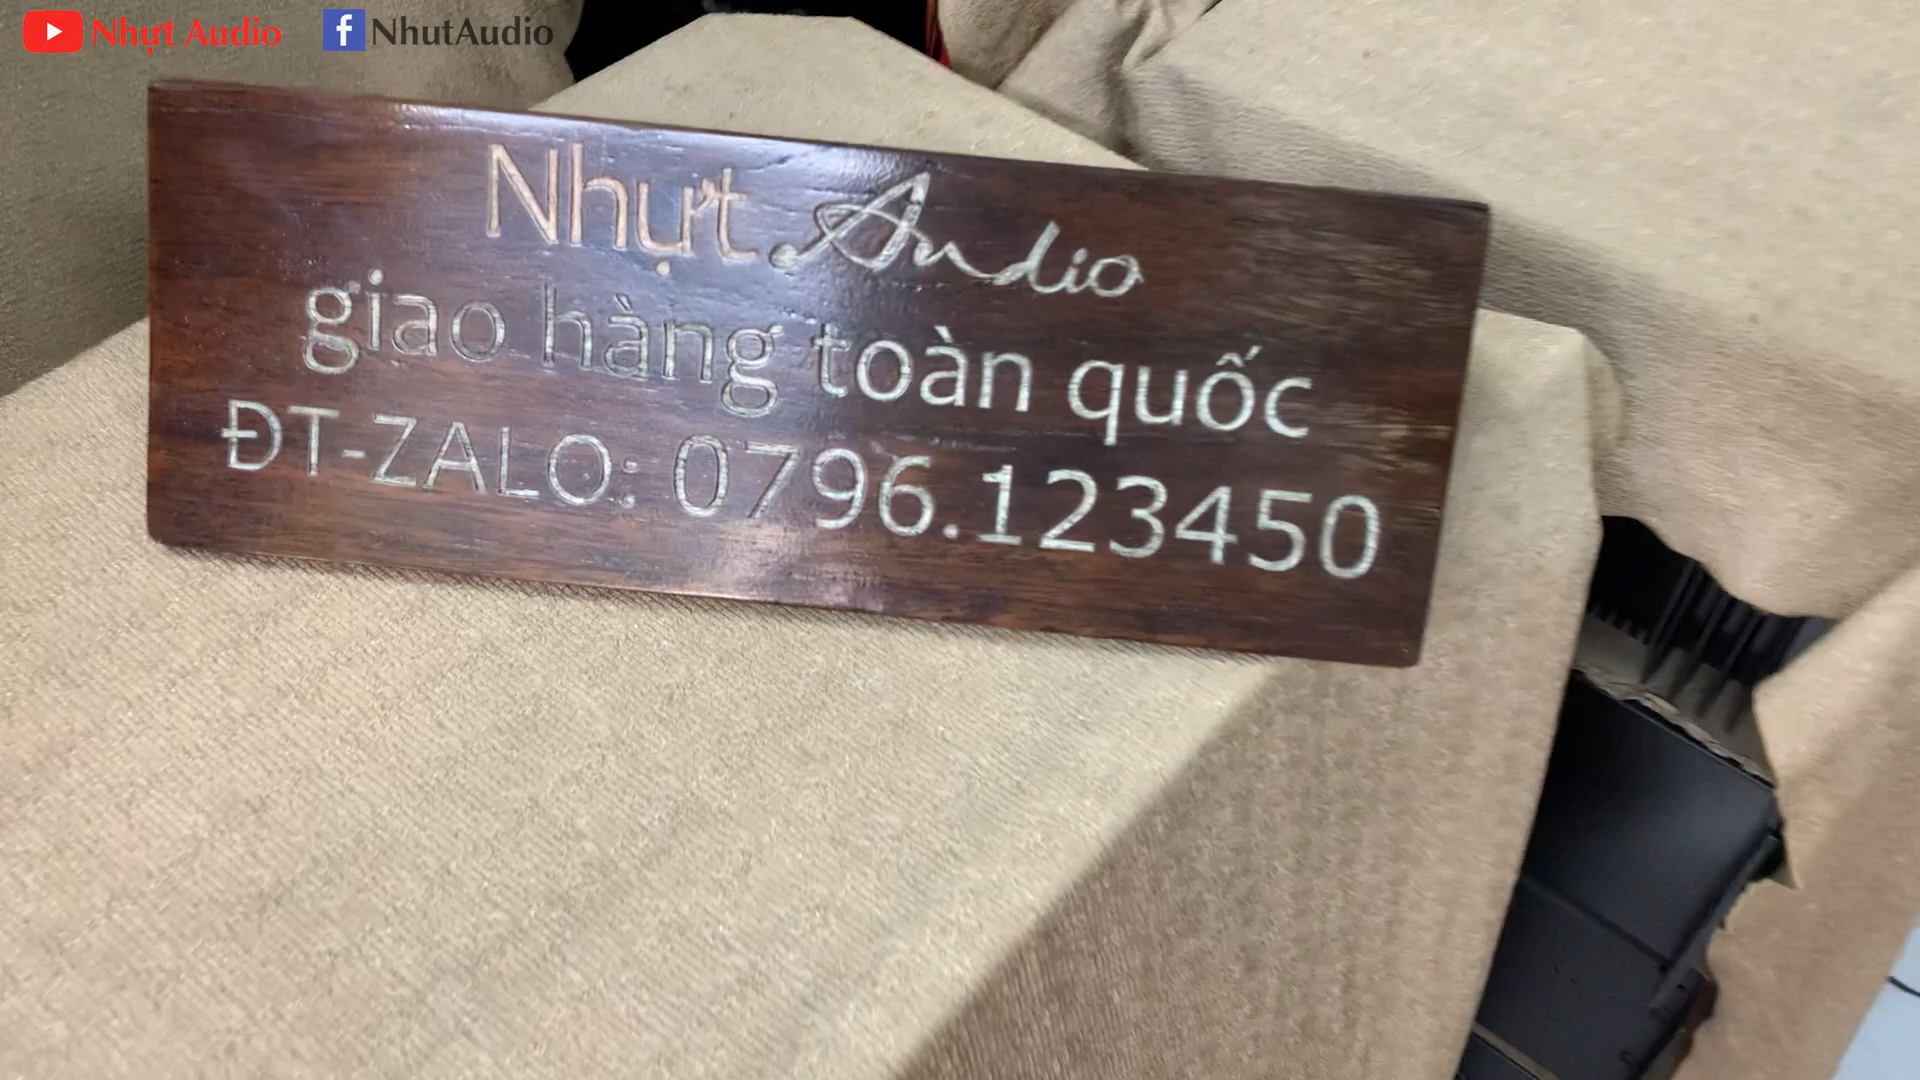 Nhựt Audio NhutAudio
Nhựt Audio
giao hàng toàn quốc
ĐT-ZALO: 0796.123450